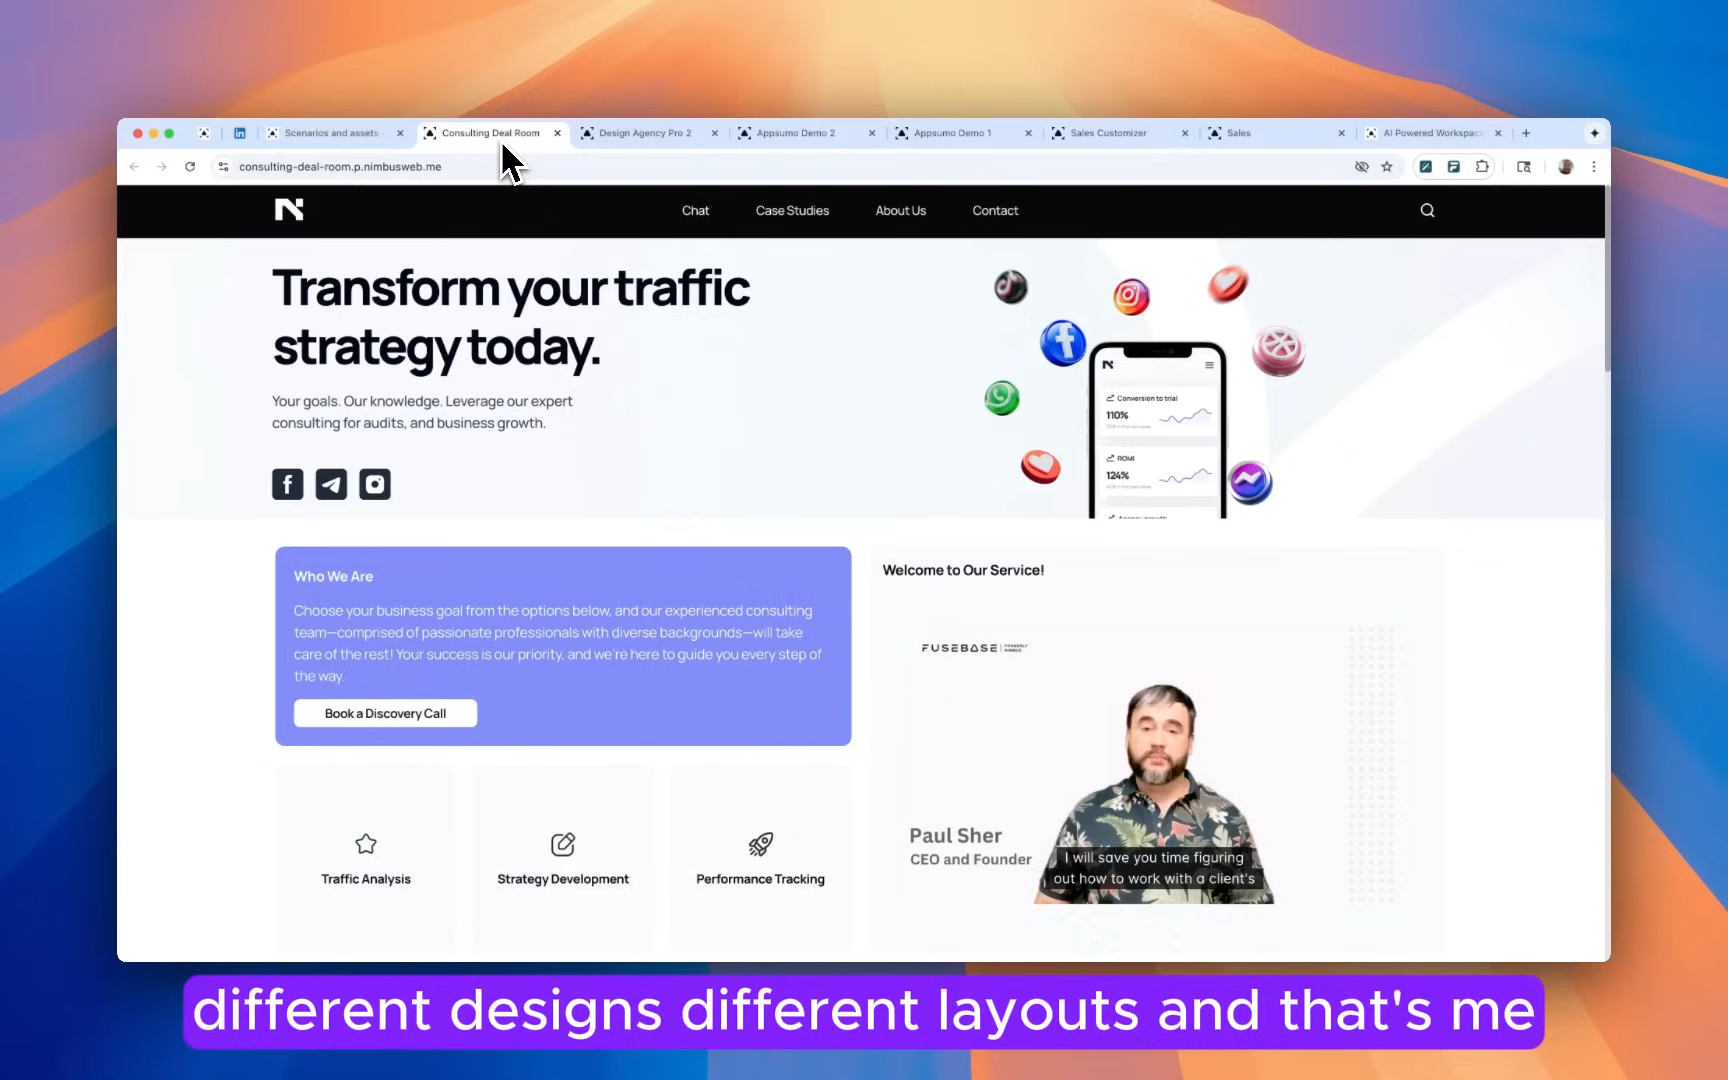 Scenarios and assets
Consulting Deal Room
Design Agency Pro 2
Appsumo Demo 2
Appsumo Demo 1
Sales Customizer
Sales
AI Powered Workspac
consulting-deal-room.p.nimbusweb.me
Chat
Case Studies
About Us
Contact
Transform your traffic
strategy today.
Your goals. Our knowledge. Leverage our expert
consulting for audits, and business growth.
Conversion to trial
110%
ROMI
124%
Who We Are
Choose your business goal from the options below, and our experienced consulting
team—comprised of passionate professionals with diverse backgrounds—will take
care of the rest! Your success is our priority, and we're here to guide you every step of
the way.
Book a Discovery Call
Welcome to Our Service!
FUSEBASE | FORMERLY
NIMBUS
Paul Sher
CEO and Founder
I will save you time figuring
out how to work with a client's
Traffic Analysis
Strategy Development
Performance Tracking
different designs different layouts and that's me